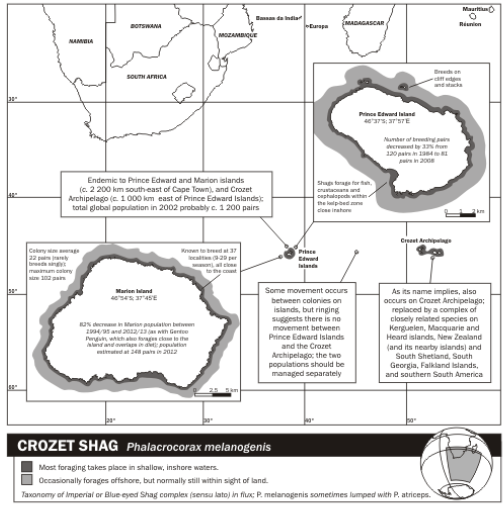 Mauritius
Réunion
Bassas da India
Europa
MADAGASCAR
BOTSWANA
NAMIBIA
MOZAMBIQUE
SOUTH AFRICA
30°
40°
50°
60°
20°
30°
40°
50°
Breeds on
cliff edges
and stacks
Prince Edward Island
46°37'S; 37°57'E
Number of breeding pairs
decreased by 33% from
120 pairs in 1984 to 81
pairs in 2008
Shags forage for fish,
crustaceans and
cephalopods within
the kelp-bed zone
close inshore
0 1 2 km
Endemic to Prince Edward and Marion islands
(c. 2 200 km south-east of Cape Town), and Crozet
Archipelago (c. 1 000 km east of Prince Edward Islands);
total global population in 2002 probably c. 1 200 pairs
Prince
Edward
Islands
Crozet Archipelago
Colony size average
22 pairs (rarely
breeds singly);
maximum colony
size 102 pairs
Known to breed at 37
localities (9-29 per
season), all close
to the coast
Marion Island
46°54'S; 37°45'E
82% decrease in Marion population between
1994/95 and 2012/13 (as with Gentoo
Penguin, which also forages close to the
island and overlaps in diet); population
estimated at 148 pairs in 2012
0 2,5 5 km
Some movement occurs
between colonies on
islands, but ringing
suggests there is no
movement between
Prince Edward Islands
and the Crozet
Archipelago; the two
populations should be
managed separately
As its name implies, also
occurs on Crozet Archipelago;
replaced by a complex of
closely related species on
Kerguelen, Macquarie and
Heard islands, New Zealand
(and its nearby islands) and
South Shetland, South
Georgia, Falkland Islands,
and southern South America
CROZET SHAG Phalacrocorax melanogenis
Most foraging takes place in shallow, inshore waters.
Occasionally forages offshore, but normally still within sight of land.
Taxonomy of Imperial or Blue-eyed Shag complex (sensu lato) in flux; P. melanogenis sometimes lumped with P. atriceps.